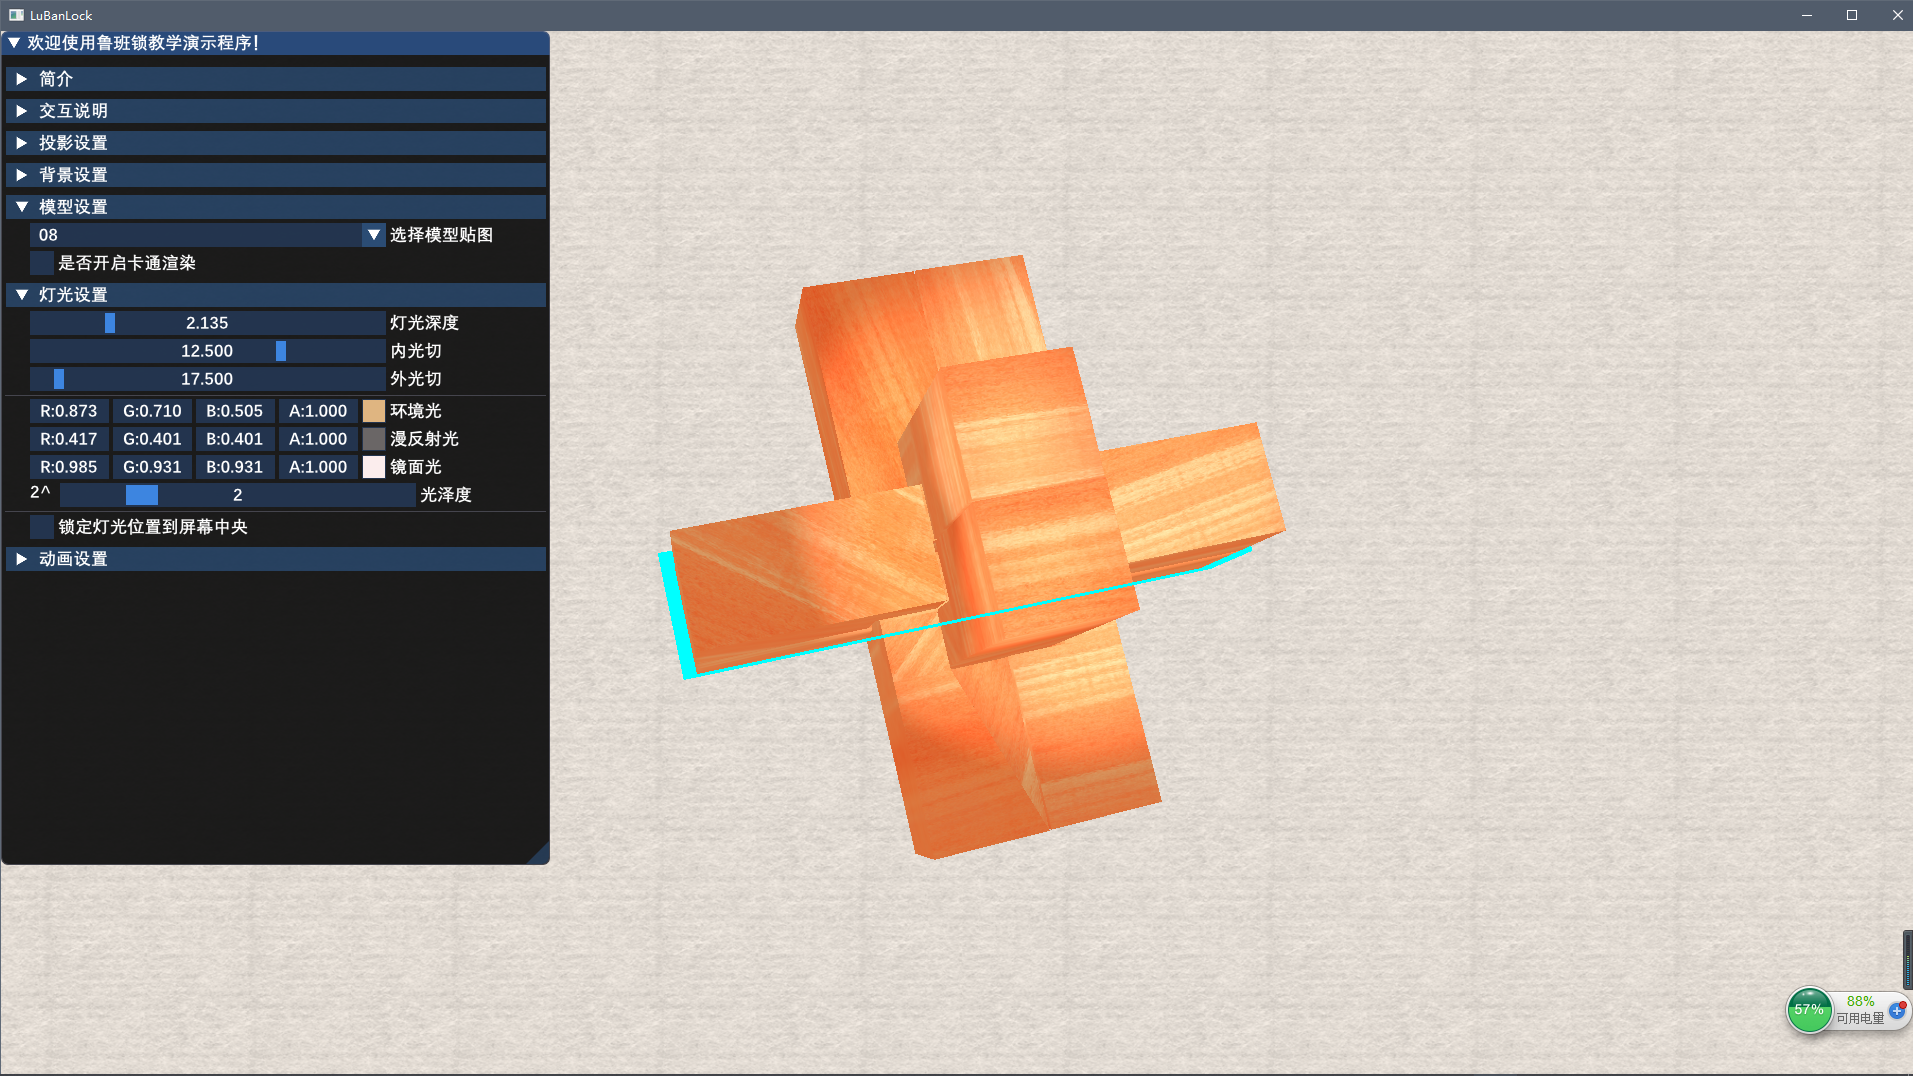 LuBanLock
欢迎使用鲁班锁教学演示程序!
简介
交互说明
投影设置
背景设置
模型设置
08 选择模型贴图
是否开启卡通渲染
灯光设置
2.135 灯光深度
12.500 内光切
17.500 外光切
R:0.873 G:0.710 B:0.505 A:1.000 环境光
R:0.417 G:0.401 B:0.401 A:1.000 漫反射光
R:0.985 G:0.931 B:0.931 A:1.000 镜面光
2^ 2 光泽度
锁定灯光位置到屏幕中央
动画设置
57% 88%
可用电量